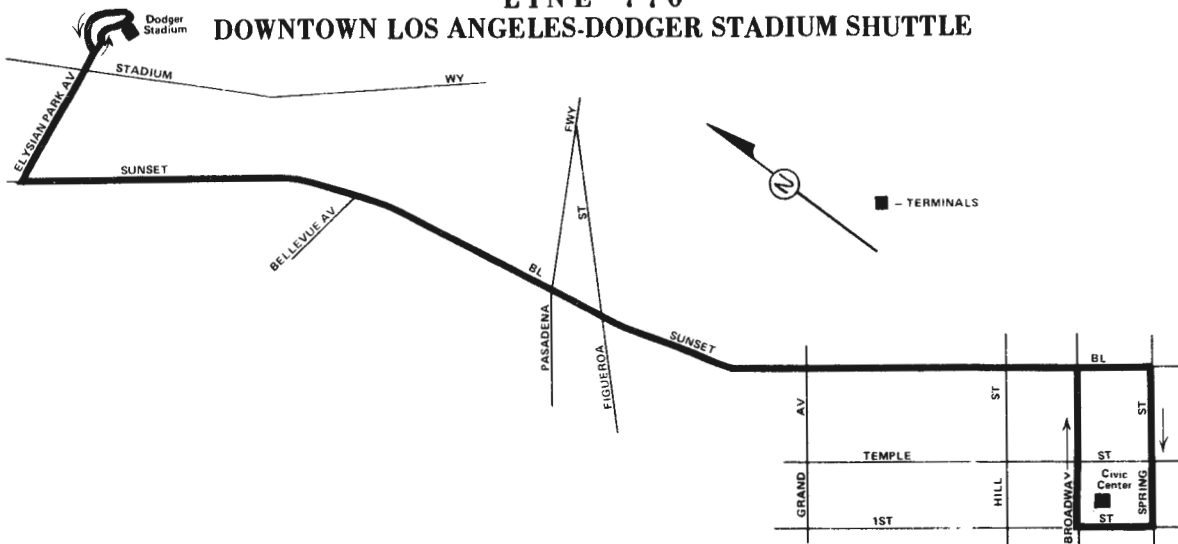 DOWNTOWN LOS ANGELES-DODGER STADIUM SHUTTLE
Dodger
Stadium
STADIUM
WY
ELYSIAN PARK AV
SUNSET
BELLEVUE AV
FWY
ST
N
– TERMINALS
BL
PASADENA
FIGUEROA
SUNSET
BL
AV
ST
ST
TEMPLE
ST
GRAND
HILL
BROADWAY
Civic
Center
SPRING
1ST
ST